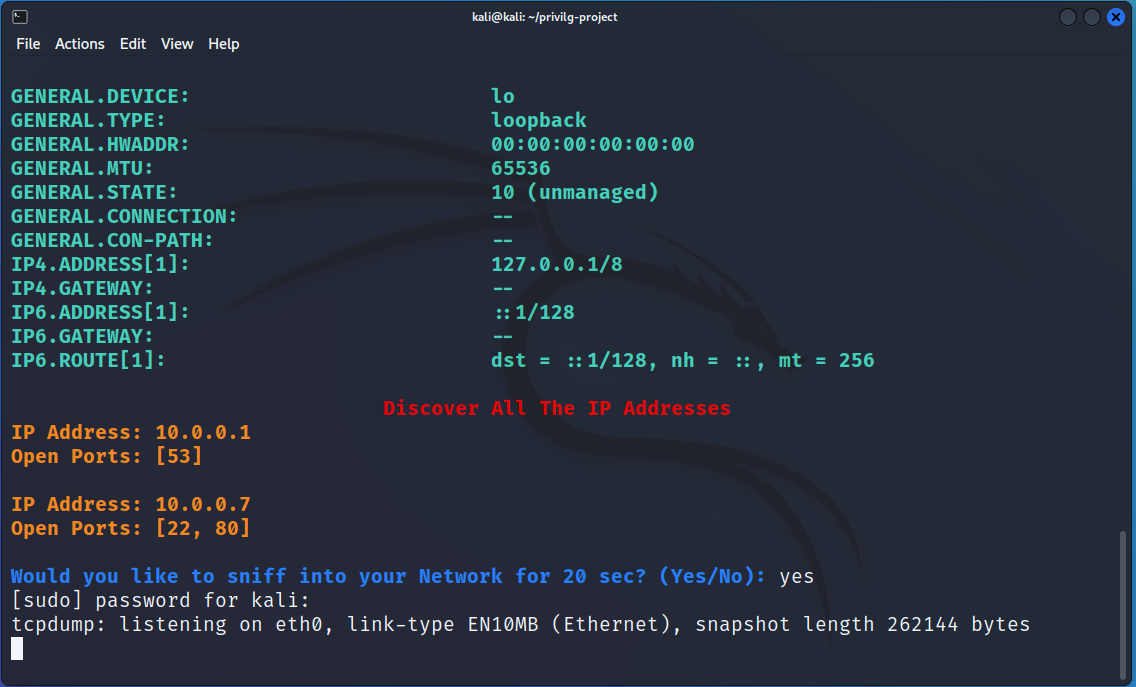 kali@kali: ~/privilg-project
File Actions Edit View Help
GENERAL.DEVICE: lo
GENERAL.TYPE: loopback
GENERAL.HWADDR: 00:00:00:00:00:00
GENERAL.MTU: 65536
GENERAL.STATE: 10 (unmanaged)
GENERAL.CONNECTION: --
GENERAL.CON-PATH: --
IP4.ADDRESS[1]: 127.0.0.1/8
IP4.GATEWAY: --
IP6.ADDRESS[1]: ::1/128
IP6.GATEWAY: --
IP6.ROUTE[1]: dst = ::1/128, nh = ::, mt = 256
Discover All The IP Addresses
IP Address: 10.0.0.1
Open Ports: [53]
IP Address: 10.0.0.7
Open Ports: [22, 80]
Would you like to sniff into your Network for 20 sec? (Yes/No): yes
[sudo] password for kali:
tcpdump: listening on eth0, link-type EN10MB (Ethernet), snapshot length 262144 bytes